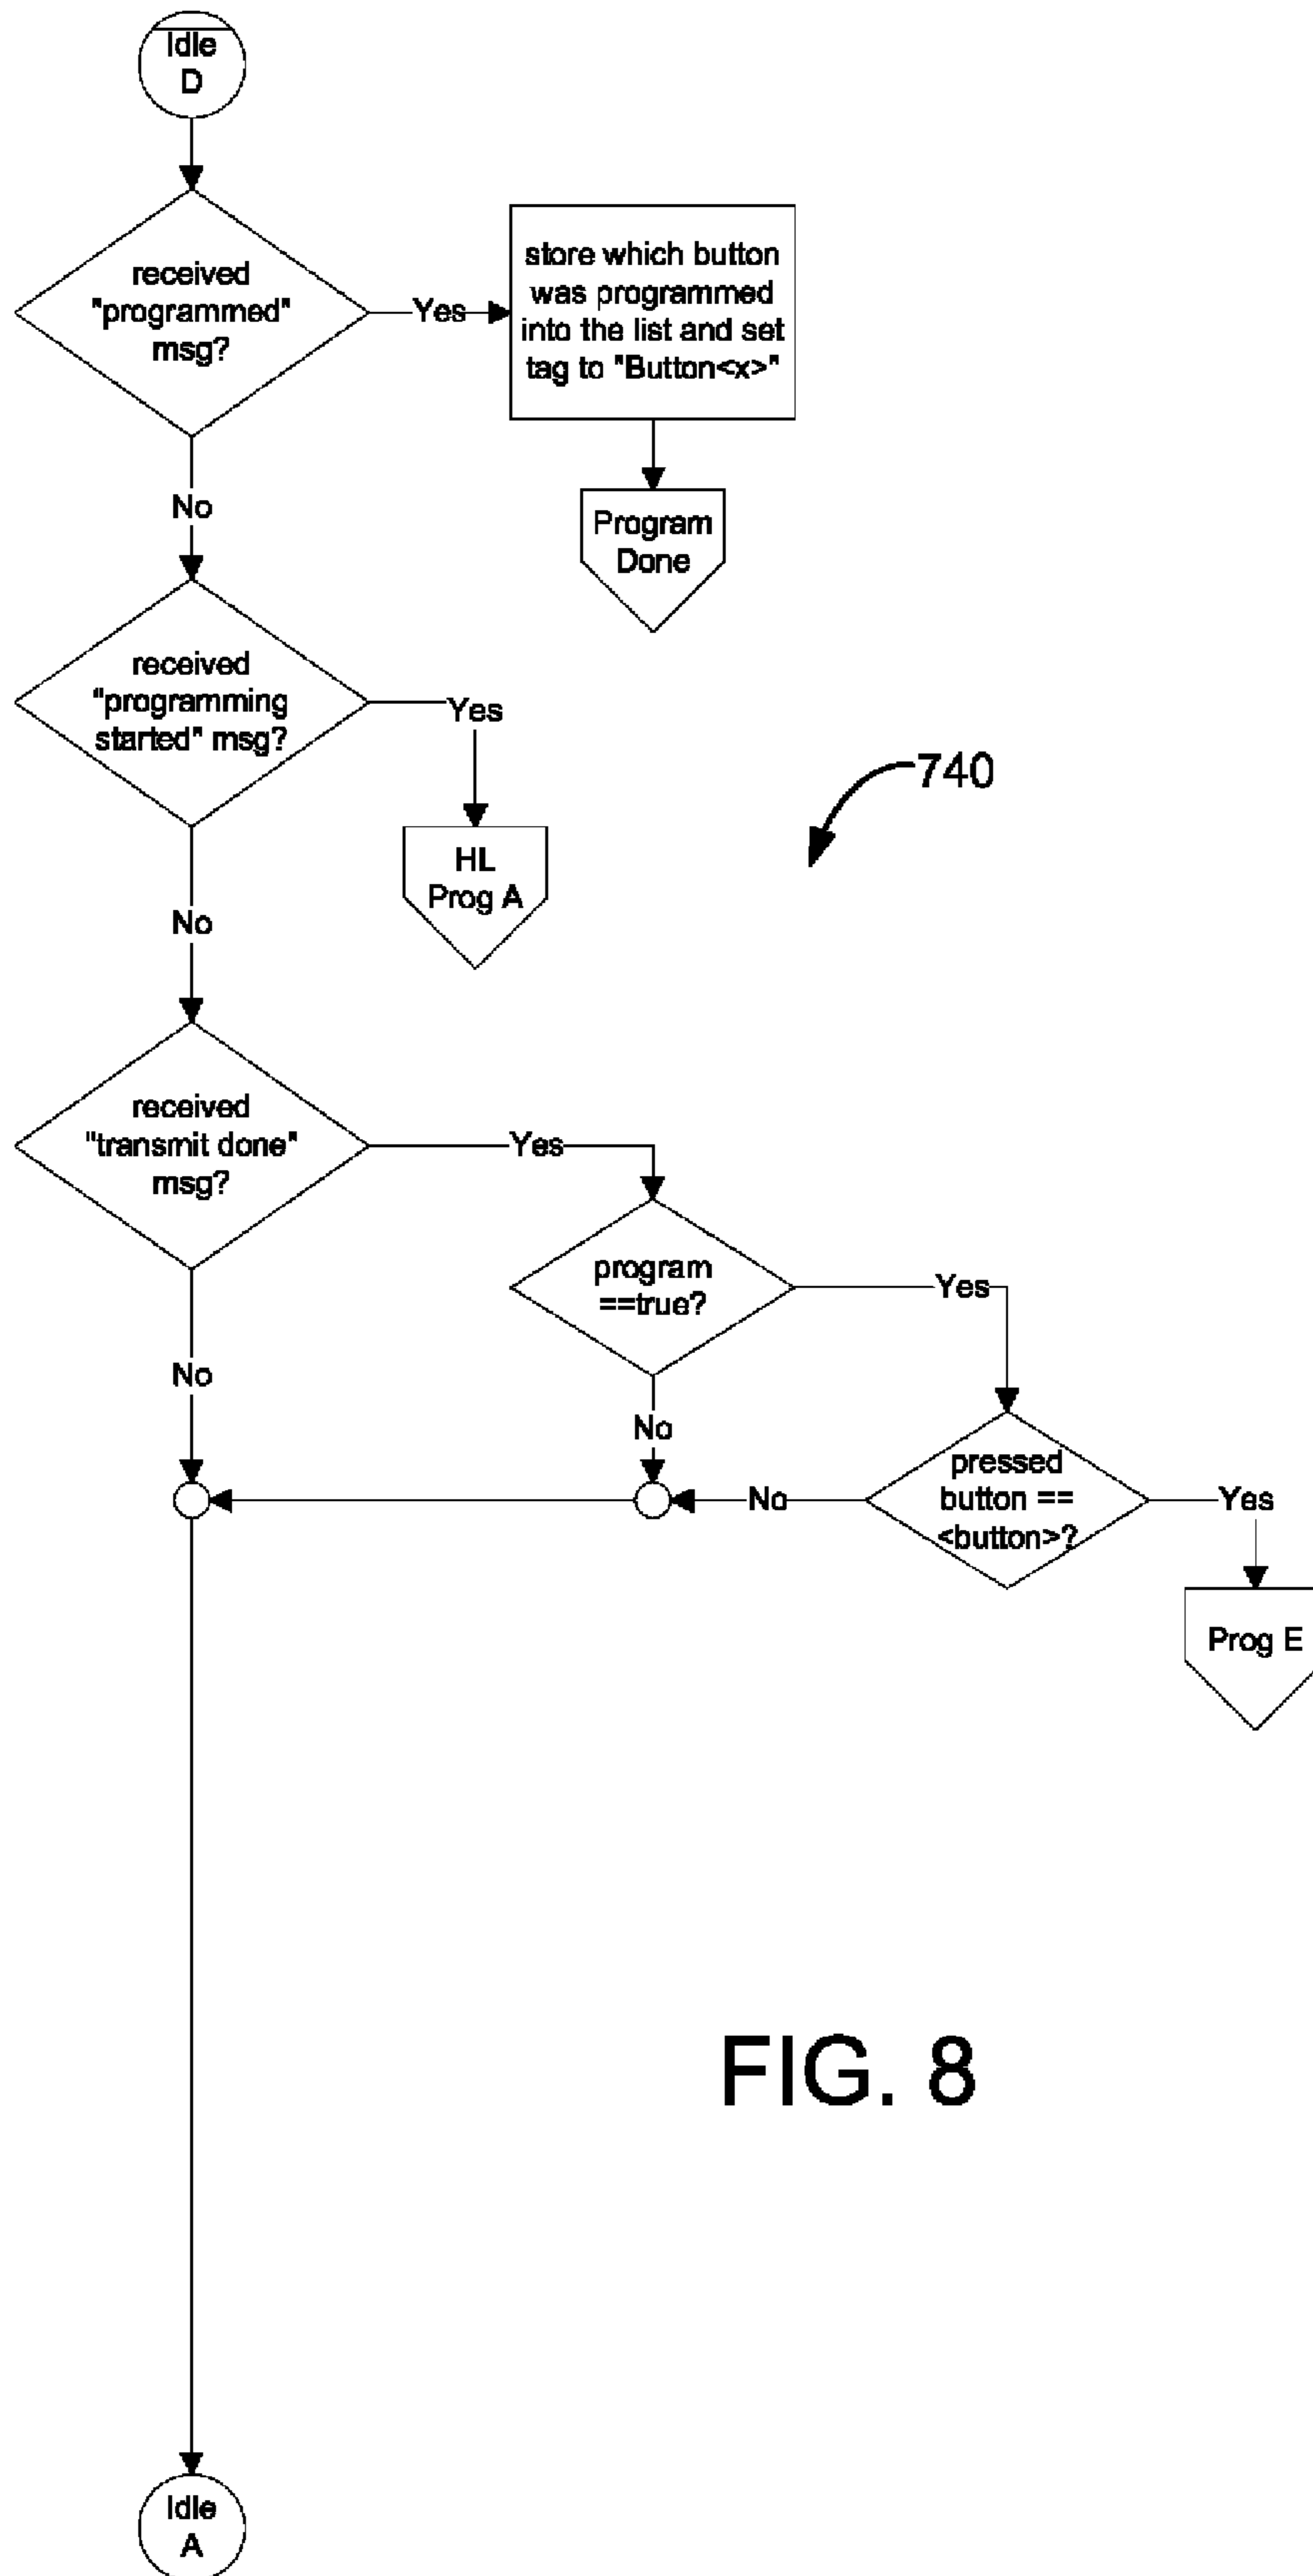 Idle
D
received
"programmed"
msg?
Yes
store which button
was programmed
into the list and set
tag to "Button<x>"
No
Program
Done
received
"programming
started" msg?
Yes
740
HL
Prog A
No
received
"transmit done"
msg?
Yes
program
==true?
Yes
No
No
pressed
button ==
<button>?
No
Yes
Prog E
FIG. 8
Idle
A